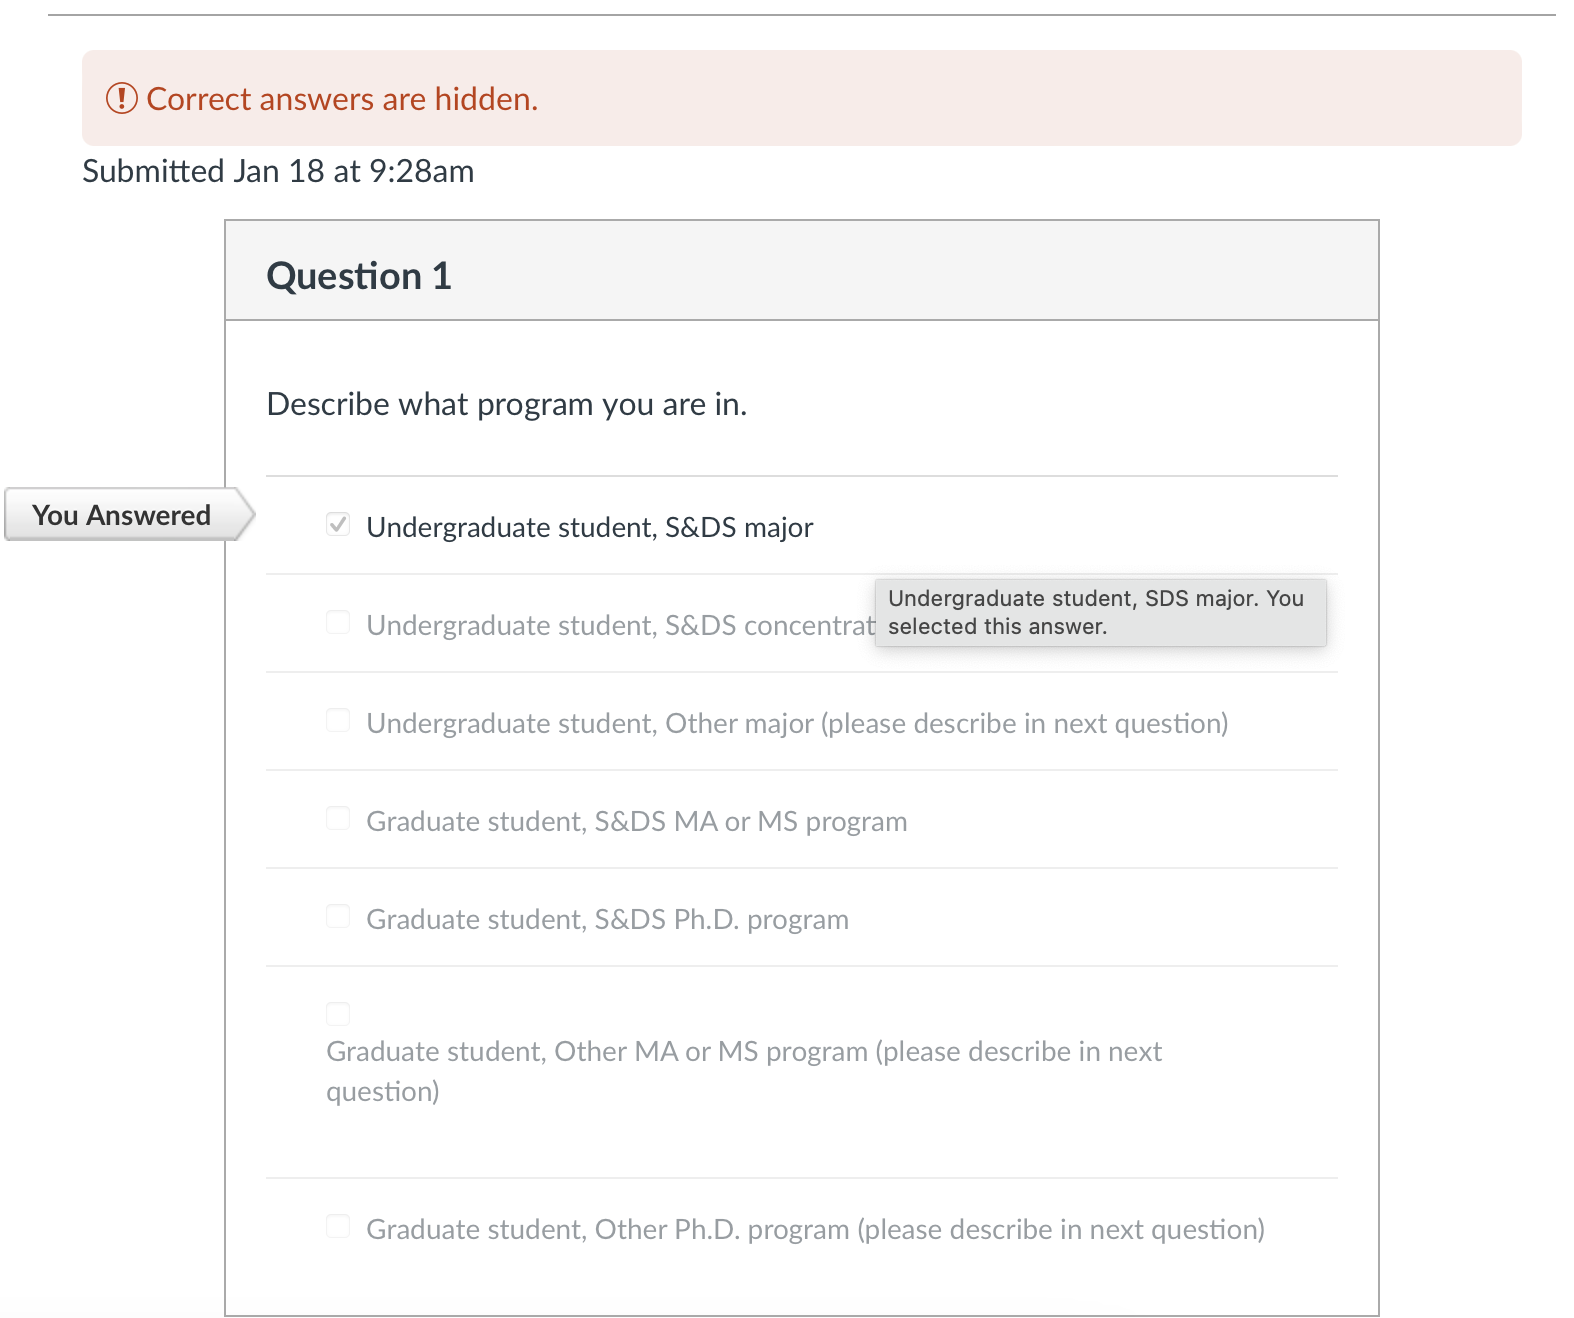 Correct answers are hidden.
Submitted Jan 18 at 9:28am
Question 1
Describe what program you are in.
You Answered
Undergraduate student, S&DS major
Undergraduate student, SDS major. You
selected this answer.
Undergraduate student, S&DS concentrat
Undergraduate student, Other major (please describe in next question)
Graduate student, S&DS MA or MS program
Graduate student, S&DS Ph.D. program
Graduate student, Other MA or MS program (please describe in next
question)
Graduate student, Other Ph.D. program (please describe in next question)